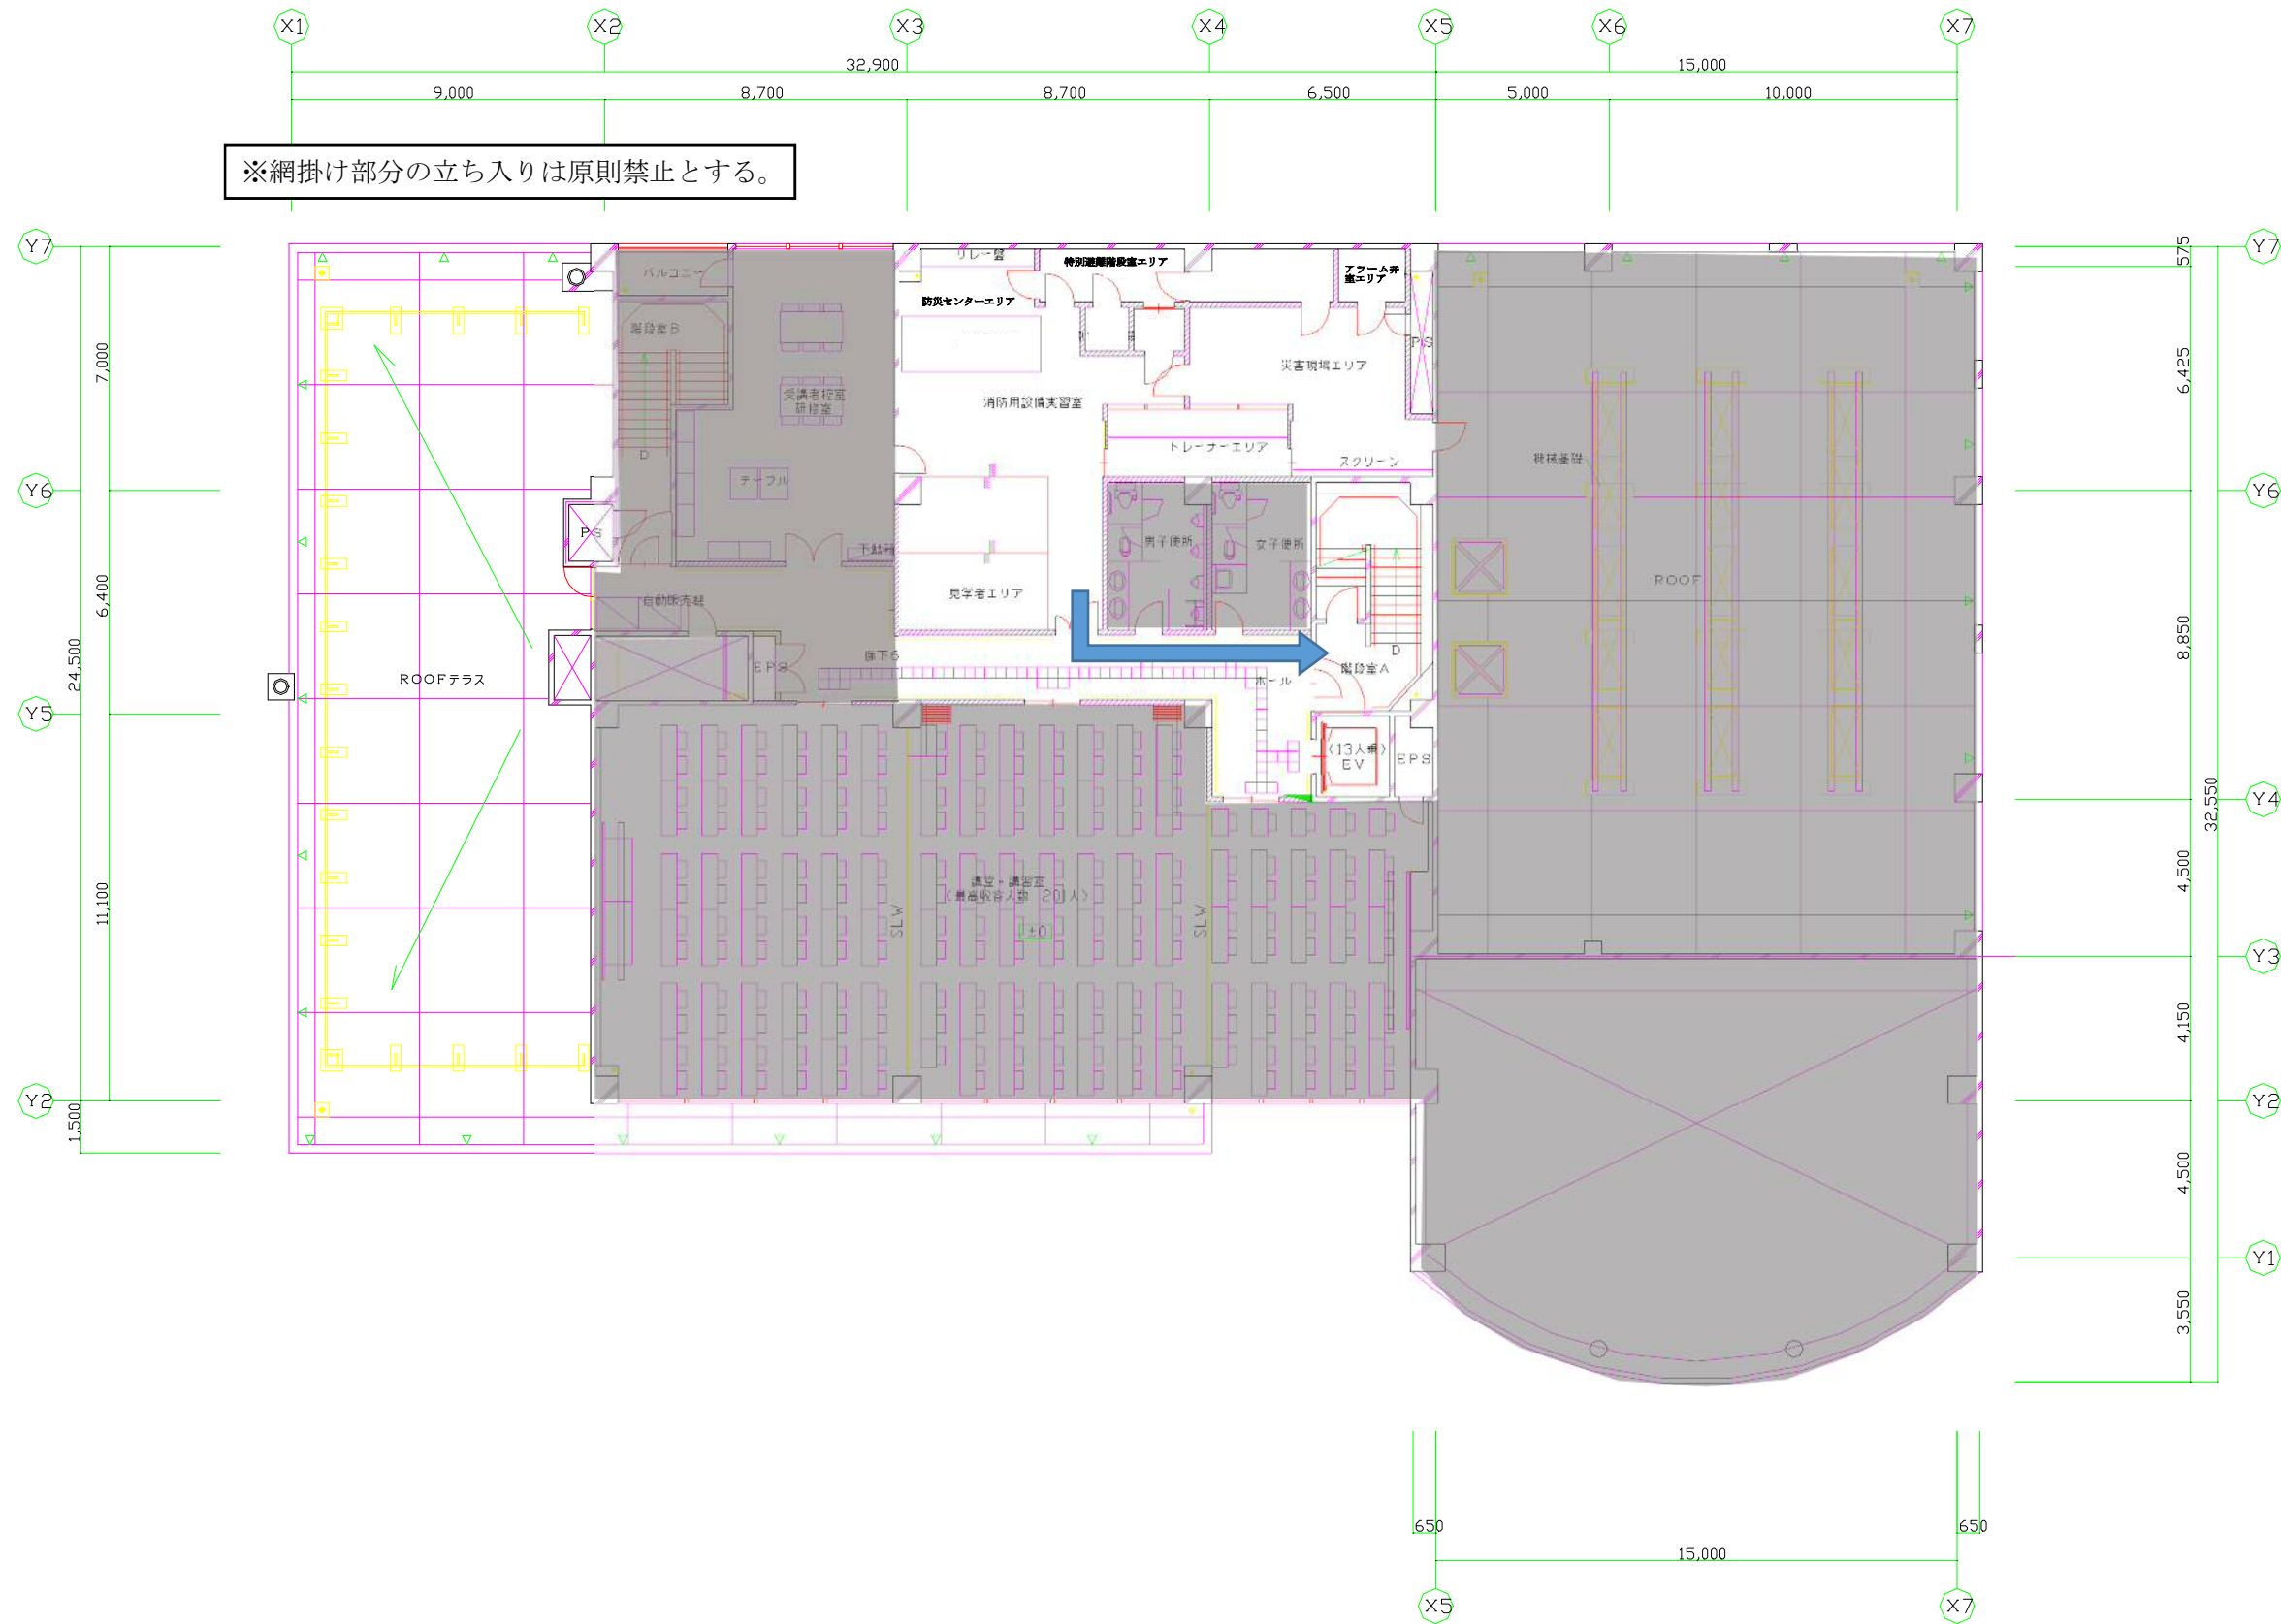 X1 X2 X3 X4 X5 X6 X7
32,900 15,000
9,000 8,700 8,700 6,500 5,000 10,000
※網掛け部分の立ち入りは原則禁止とする。
Y7 Y7
575
リレー盤
特別避難階段室エリア
アラーム弁
室エリア
バルコニー
防災センターエリア
階段室B
PS
7,000
6,425
災害現場エリア
受講者控室
研修室
消防用設備実習室
トレーナーエリア
スクリーン
機械基礎
D
テーブル
Y6 Y6
PS
下駄箱
男子便所
女子便所
ROOF
見学者エリア
自動販売機
6,400
24,500
8,850
EPS
廊下6
D
階段室A
ホール
ROOFテラス
Y5 Y5
(13人乗)
EV
EPS
Y4
32,550
11,100
4,500
講堂・講習室
(最高収容人数 201人)
±0
SLW
SLW
Y3
4,150
Y2 Y2
1,500
4,500
Y1
3,550
650 650
15,000
X5 X7